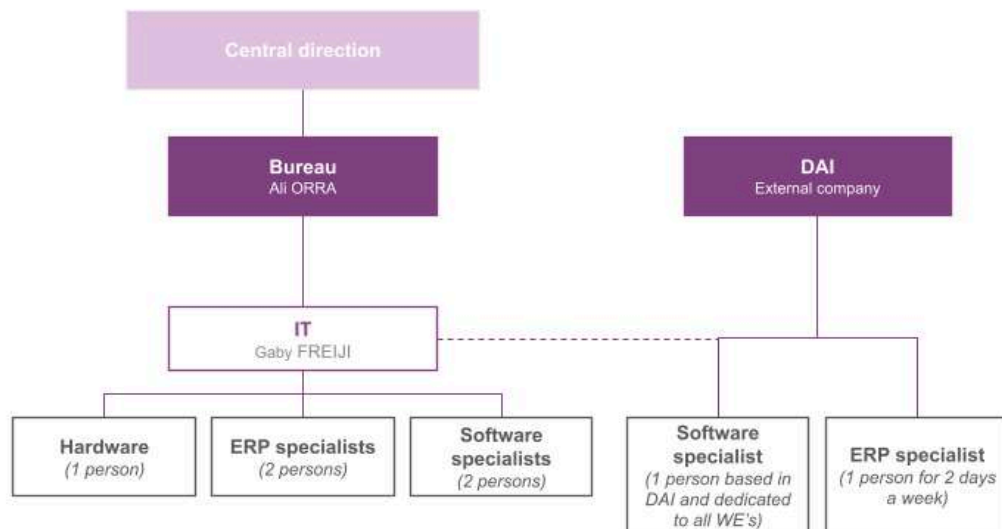 Central direction
Bureau
Ali ORRA
DAI
External company
IT
Gaby FREIJI
Hardware
(1 person)
ERP specialists
(2 persons)
Software
specialists
(2 persons)
Software
specialist
(1 person based in
DAI and dedicated
to all WE's)
ERP specialist
(1 person for 2 days
a week)